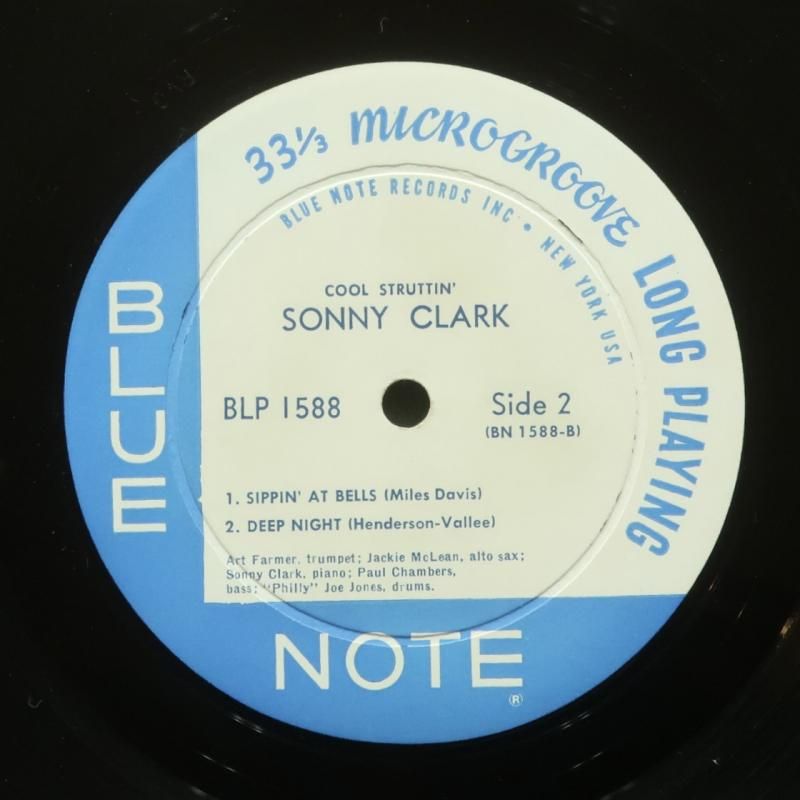 33⅓ MICROGROOVE LONG PLAYING
BLUE NOTE RECORDS INC • NEW YORK USA
COOL STRUTTIN'
SONNY CLARK
BLP 1588
Side 2
(BN 1588-B)
1. SIPPIN' AT BELLS (Miles Davis)
2. DEEP NIGHT (Henderson-Vallee)
Art Farmer, trumpet; Jackie McLean, alto sax;
Sonny Clark, piano; Paul Chambers,
bass; "Philly" Joe Jones, drums.
BLUE
NOTE
®